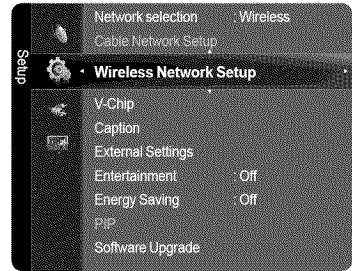 Setup
Network selection : Wireless
Cable Network Setup
Wireless Network Setup
V-Chip
Caption
External Settings
Entertainment : Off
Energy Saving : Off
PIP
Software Upgrade